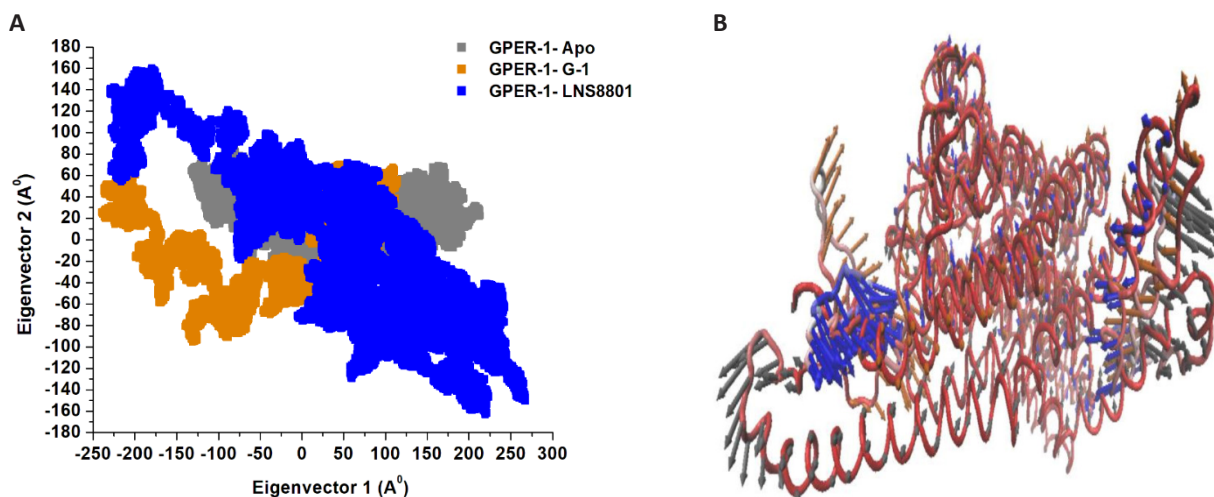 A
B
GPER-1- Apo
GPER-1- G-1
GPER-1- LNS8801
180
160
140
120
100
80
60
40
20
0
-20
-40
-60
-80
-100
-120
-140
-160
-180
Eigenvector 2 (A⁰)
-250 -200 -150 -100 -50 0 50 100 150 200 250 300
Eigenvector 1 (A⁰)